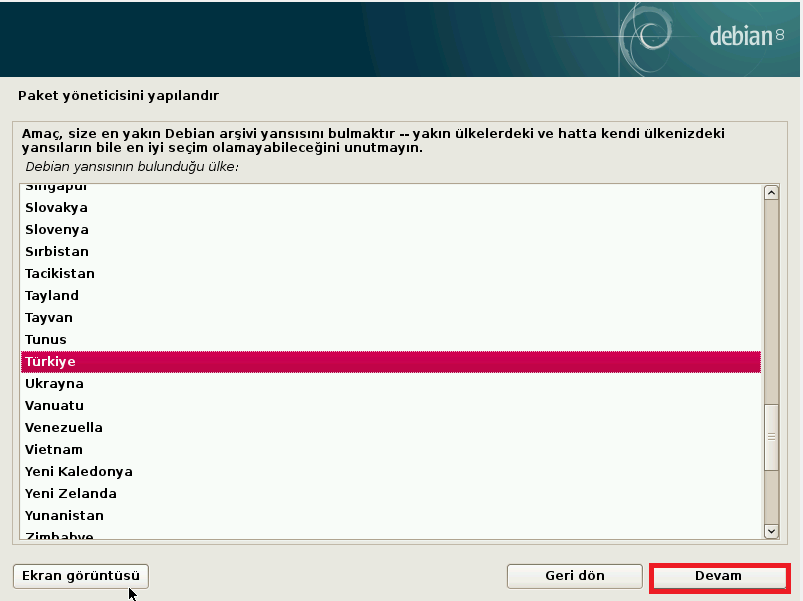 debian 8
Paket yöneticisini yapılandır
Amaç, size en yakın Debian arşivi yansısını bulmaktır -- yakın ülkelerdeki ve hatta kendi ülkenizdeki
yansıların bile en iyi seçim olamayabileceğini unutmayın.
Debian yansısının bulunduğu ülke:
Singapur
Slovakya
Slovenya
Sırbistan
Tacikistan
Tayland
Tayvan
Tunus
Türkiye
Ukrayna
Vanuatu
Venezuella
Vietnam
Yeni Kaledonya
Yeni Zelanda
Yunanistan
Zimbabve
Ekran görüntüsü
Geri dön
Devam